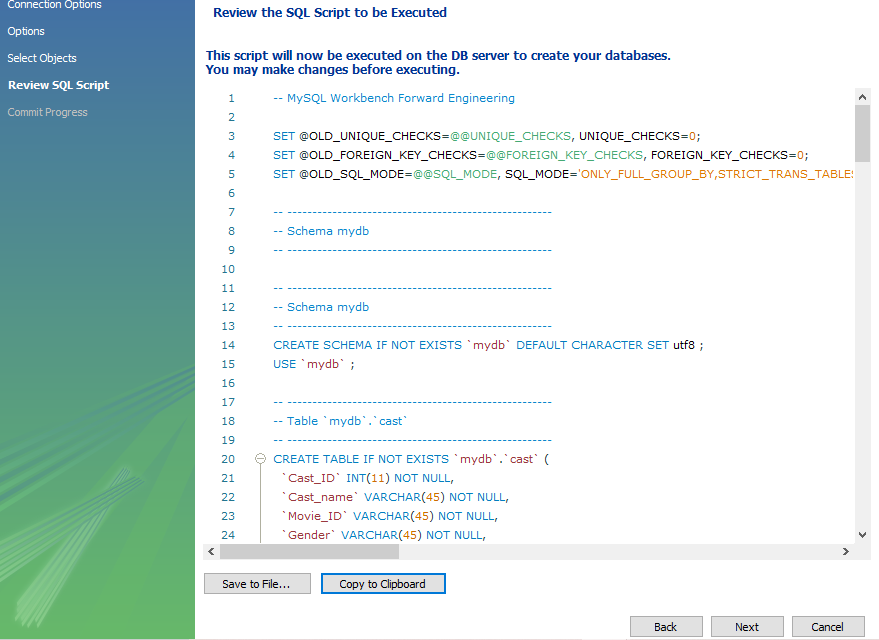 Connection Options
Options
Select Objects
Review SQL Script
Commit Progress
Review the SQL Script to be Executed
This script will now be executed on the DB server to create your databases.
You may make changes before executing.
1 -- MySQL Workbench Forward Engineering
2
3 SET @OLD_UNIQUE_CHECKS=@@UNIQUE_CHECKS, UNIQUE_CHECKS=0;
4 SET @OLD_FOREIGN_KEY_CHECKS=@@FOREIGN_KEY_CHECKS, FOREIGN_KEY_CHECKS=0;
5 SET @OLD_SQL_MODE=@@SQL_MODE, SQL_MODE='ONLY_FULL_GROUP_BY,STRICT_TRANS_TABLES
6
7 -- -----------------------------------------------------
8 -- Schema mydb
9 -- -----------------------------------------------------
10
11 -- -----------------------------------------------------
12 -- Schema mydb
13 -- -----------------------------------------------------
14 CREATE SCHEMA IF NOT EXISTS `mydb` DEFAULT CHARACTER SET utf8 ;
15 USE `mydb` ;
16
17 -- -----------------------------------------------------
18 -- Table `mydb`.`cast`
19 -- -----------------------------------------------------
20 CREATE TABLE IF NOT EXISTS `mydb`.`cast` (
21 `Cast_ID` INT(11) NOT NULL,
22 `Cast_name` VARCHAR(45) NOT NULL,
23 `Movie_ID` VARCHAR(45) NOT NULL,
24 `Gender` VARCHAR(45) NOT NULL,
Save to File... Copy to Clipboard
Back Next Cancel